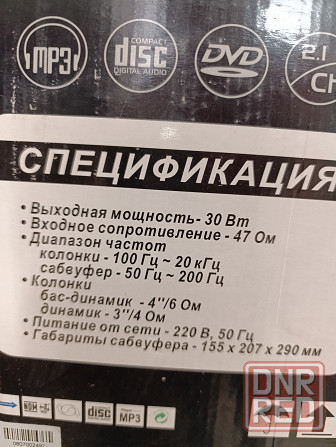 MP3
COMPACT
disc
DIGITAL AUDIO
DVD
2.1
CH
СПЕЦИФИКАЦИЯ
• Выходная мощность- 30 Вт
• Входное сопротивление - 47 Ом
• Диапазон частот
колонки - 100 Гц ~ 20 кГц
сабвуфер - 50 Гц ~ 200 Гц
• Колонки
бас-динамик - 4"/6 Ом
динамик - 3"/4 Ом
• Питание от сети - 220 В, 50 Гц
• Габариты сабвуфера - 155 x 207 x 290 мм
disc
MP3
DNR
RED